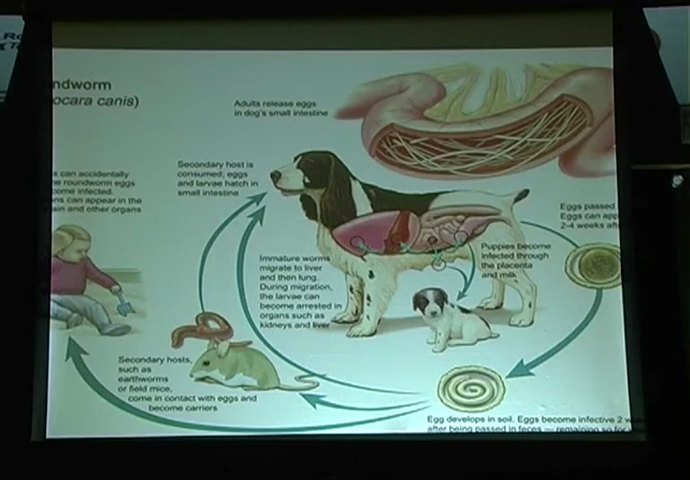 ndworm
ocara canis)
Adults release eggs
in dog's small intestine
Secondary host is
consumed; eggs
and larvae hatch in
small intestine
s can accidentally
e roundworm eggs
ome infected.
ns can appear in the
ain and other organs
Eggs passed
Eggs can app
2-4 weeks aft
Immature worms
migrate to liver
and then lung.
During migration,
the larvae can
become arrested in
organs such as
kidneys and liver
Puppies become
infected through
the placenta
and milk
Secondary hosts,
such as
earthworms
or field mice,
come in contact with eggs and
become carriers
Egg develops in soil. Eggs become infective 2 w
after being passed in feces — remaining so for